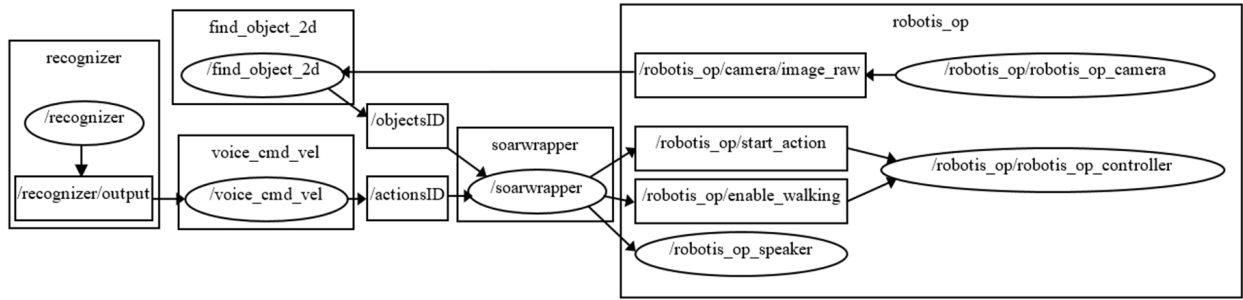 recognizer
/recognizer
/recognizer/output
find_object_2d
/find_object_2d
voice_cmd_vel
/voice_cmd_vel
/objectsID
/actionsID
soarwrapper
/soarwrapper
robotis_op
/robotis_op/camera/image_raw
/robotis_op/robotis_op_camera
/robotis_op/start_action
/robotis_op/robotis_op_controller
/robotis_op/enable_walking
/robotis_op_speaker